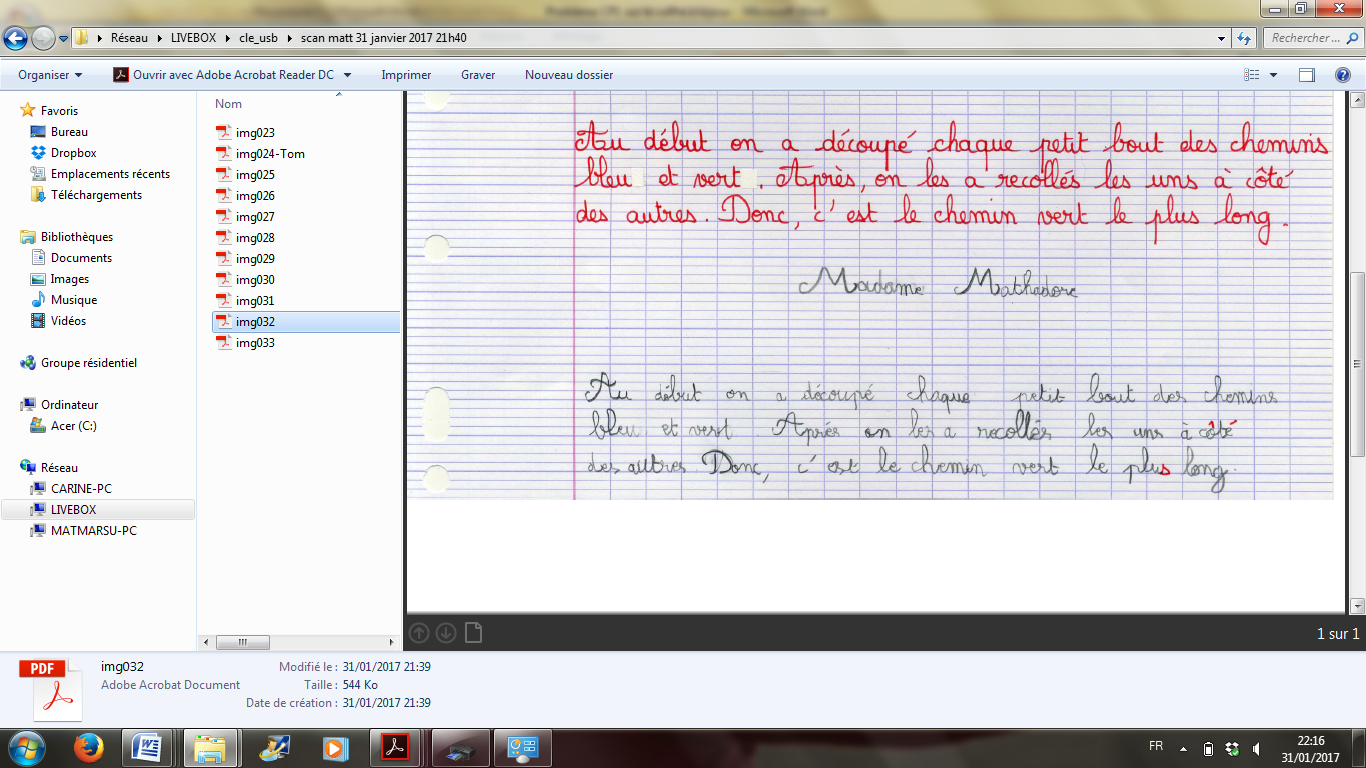 Réseau LIVEBOX cle_usb scan matt 31 janvier 2017 21h40
Rechercher ...
Organiser Ouvrir avec Adobe Acrobat Reader DC Imprimer Graver Nouveau dossier
Favoris
Bureau
Dropbox
Emplacements récents
Téléchargements
Bibliothèques
Documents
Images
Musique
Vidéos
Groupe résidentiel
Ordinateur
Acer (C:)
Réseau
CARINE-PC
LIVEBOX
MATMARSU-PC
Nom
img023
img024-Tom
img025
img026
img027
img028
img029
img030
img031
img032
img033
Au début on a découpé chaque petit bout des chemins
bleu et vert . Après, on les a recollés les uns à côté
des autres. Donc, c'est le chemin vert le plus long.
Madame Mathadore
Au début on a découpé chaque petit bout des chemins
bleu et vert . Après on les a recollés les uns à côté
des autres Donc, c'est le chemin vert le plus long.
1 sur 1
PDF
img032
Adobe Acrobat Document
Modifié le : 31/01/2017 21:39
Taille : 544 Ko
Date de création : 31/01/2017 21:39
FR
22:16
31/01/2017